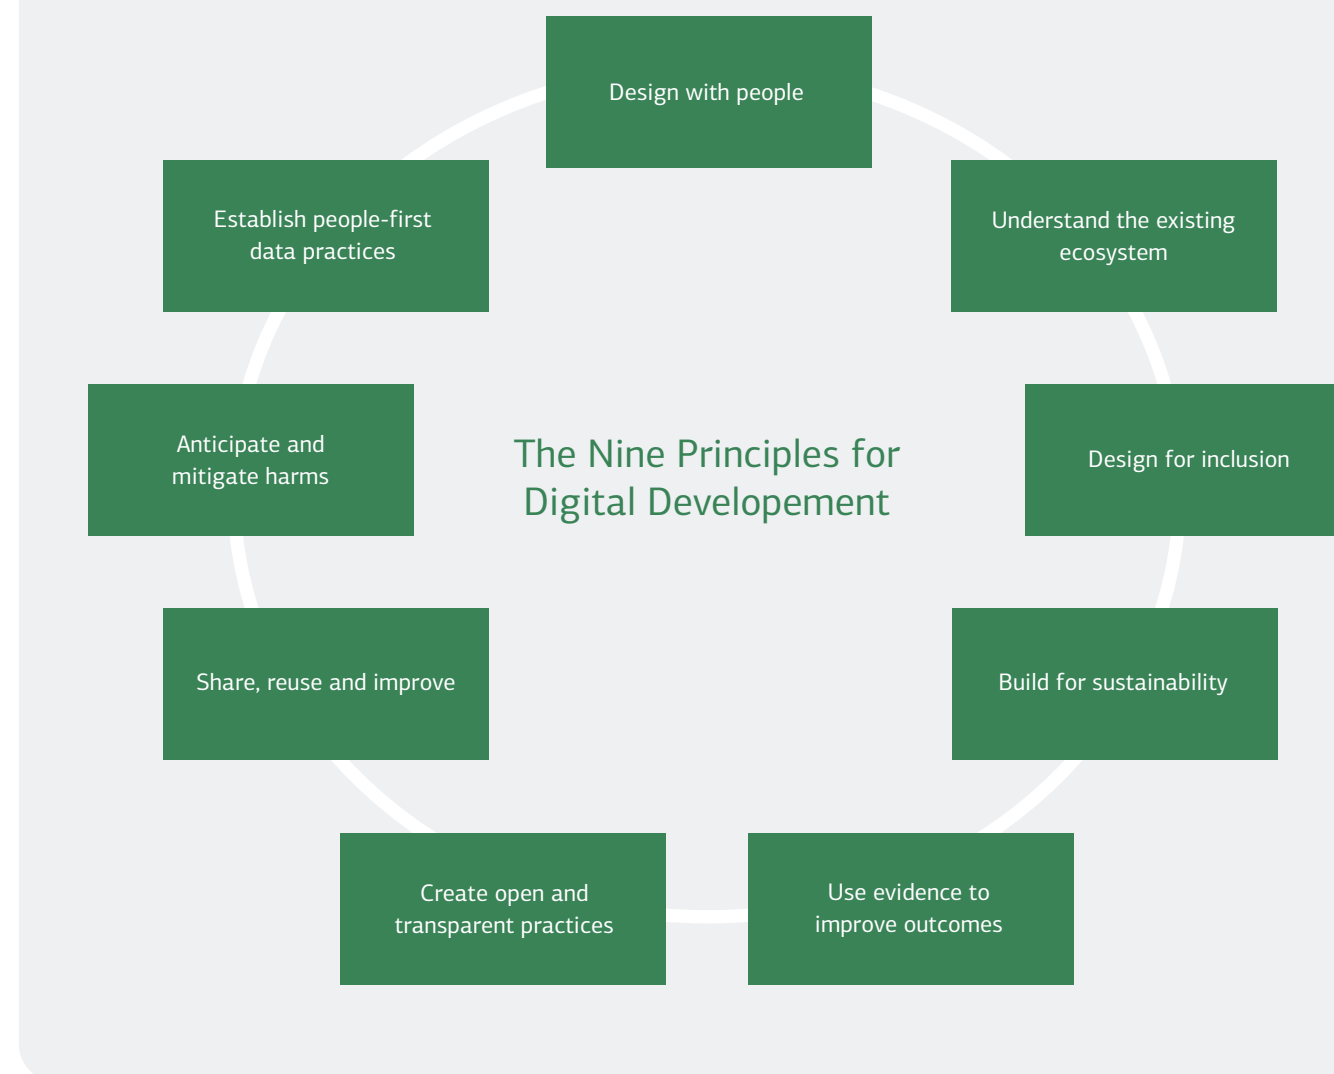 Design with people
Understand the existing
ecosystem
Design for inclusion
Build for sustainability
Use evidence to
improve outcomes
Create open and
transparent practices
Share, reuse and improve
Anticipate and
mitigate harms
Establish people-first
data practices
The Nine Principles for
Digital Developement